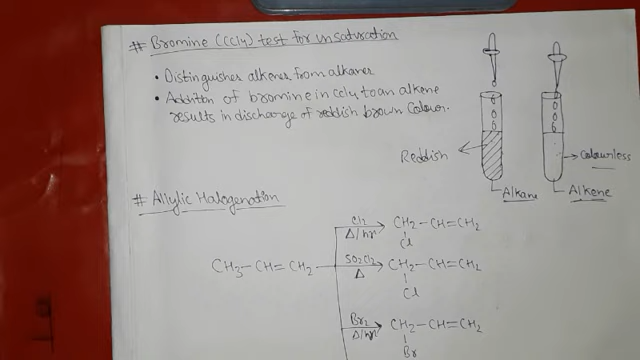 # Bromine (CCl4) test for unsaturation
• Distinguishes alkenes from alkanes
• Addition of bromine in CCl4 to an alkene
results in discharge of reddish brown Colour.
Reddish
Colourless
Alkane
Alkene
# Allylic Halogenation
Cl2
Δ/hν
CH2-CH=CH2
Cl
CH3-CH=CH2
SO2Cl2
Δ
CH2-CH=CH2
Cl
Br2
Δ/hν
CH2-CH=CH2
Br